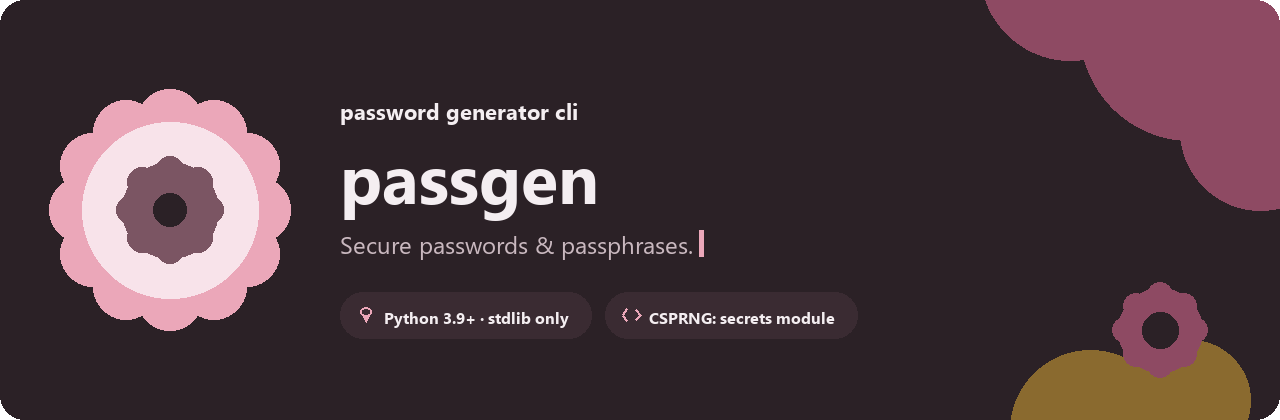 password generator cli
passgen
Secure passwords & passphrases.
Python 3.9+ · stdlib only
CSPRNG: secrets module